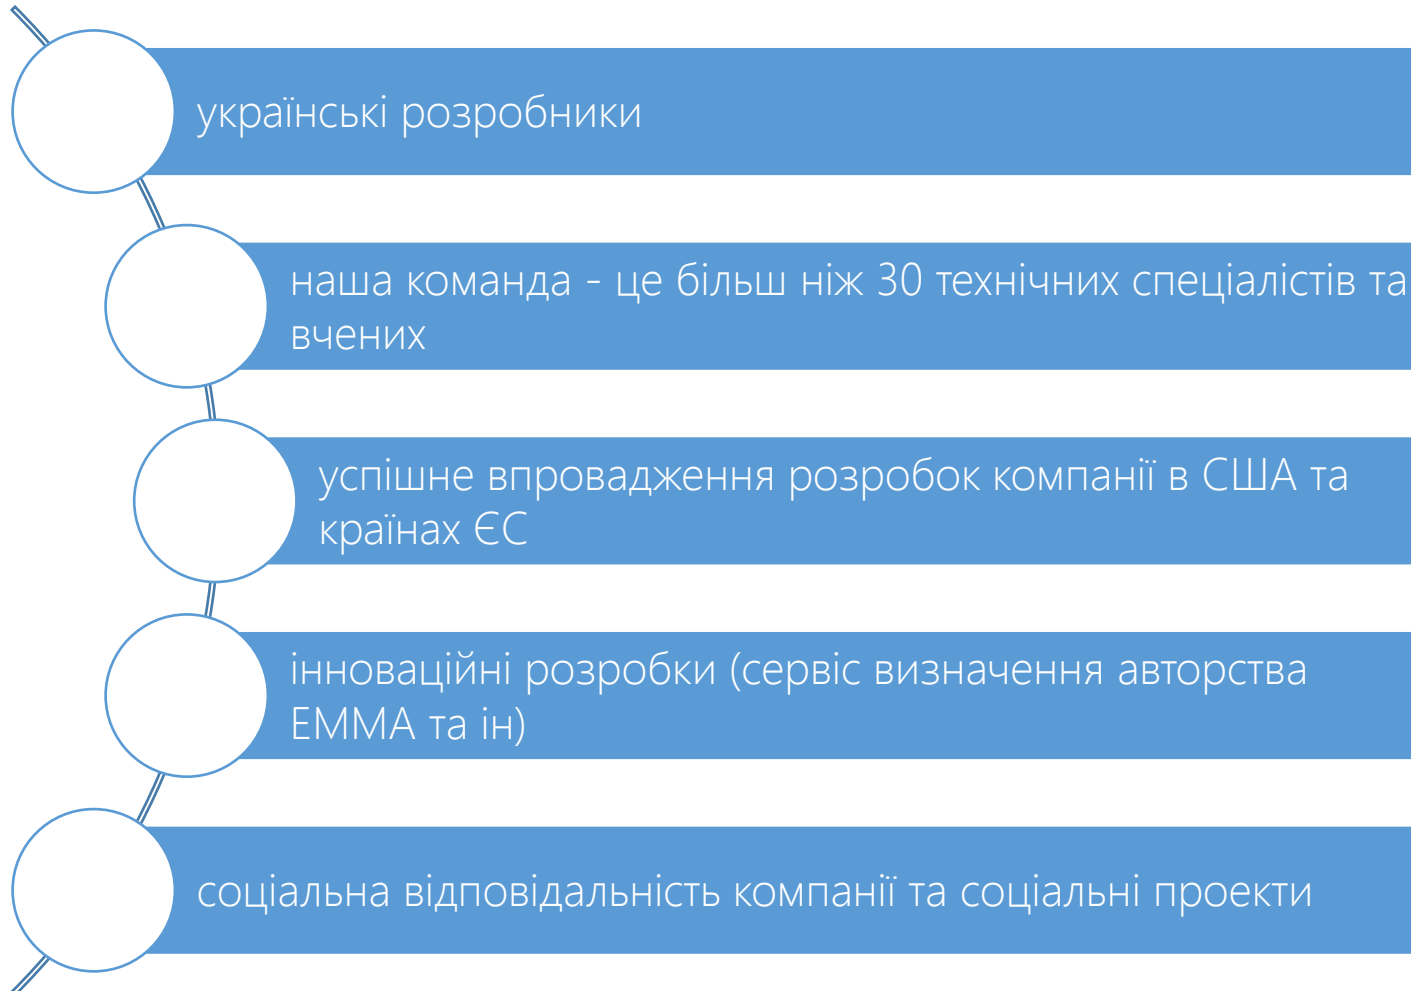 українські розробники
наша команда - це більш ніж 30 технічних спеціалістів та
вчених
успішне впровадження розробок компанії в США та
країнах ЄС
інноваційні розробки (сервіс визначення авторства
ЕММА та ін)
соціальна відповідальність компанії та соціальні проекти